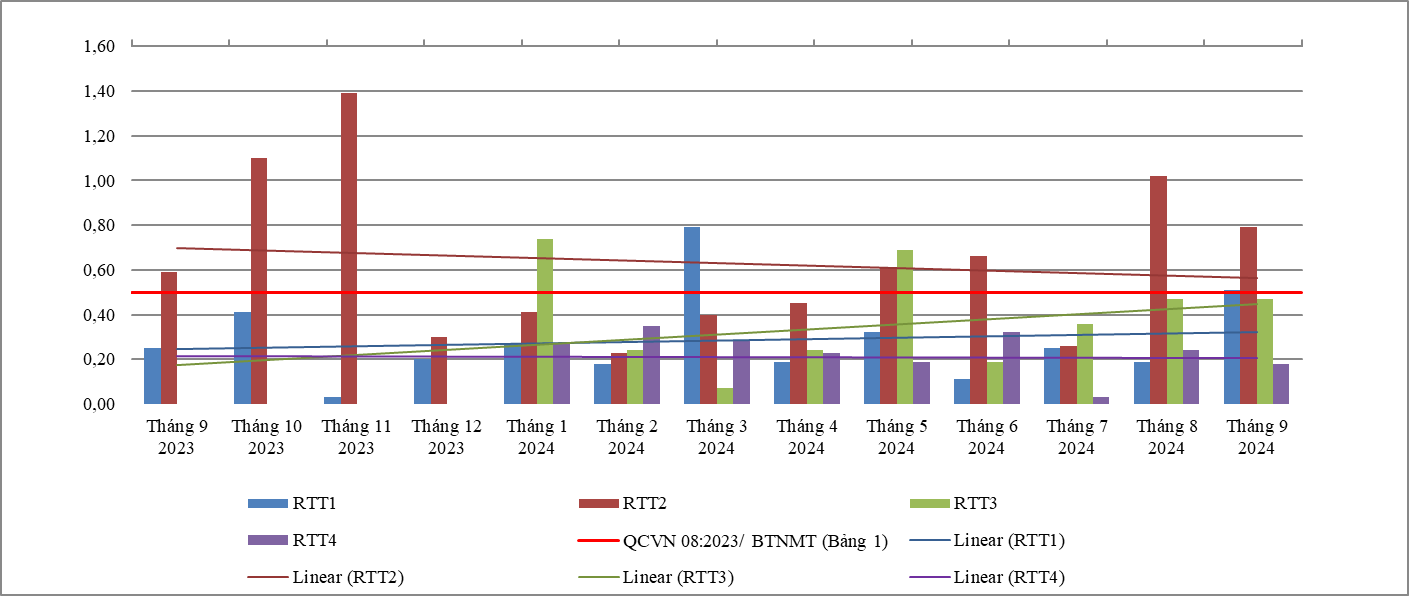 1,60
1,40
1,20
1,00
0,80
0,60
0,40
0,20
0,00
Tháng 9 2023
Tháng 10 2023
Tháng 11 2023
Tháng 12 2023
Tháng 1 2024
Tháng 2 2024
Tháng 3 2024
Tháng 4 2024
Tháng 5 2024
Tháng 6 2024
Tháng 7 2024
Tháng 8 2024
Tháng 9 2024
RTT1
RTT2
RTT3
RTT4
QCVN 08:2023/ BTNMT (Bảng 1)
Linear (RTT1)
Linear (RTT2)
Linear (RTT3)
Linear (RTT4)